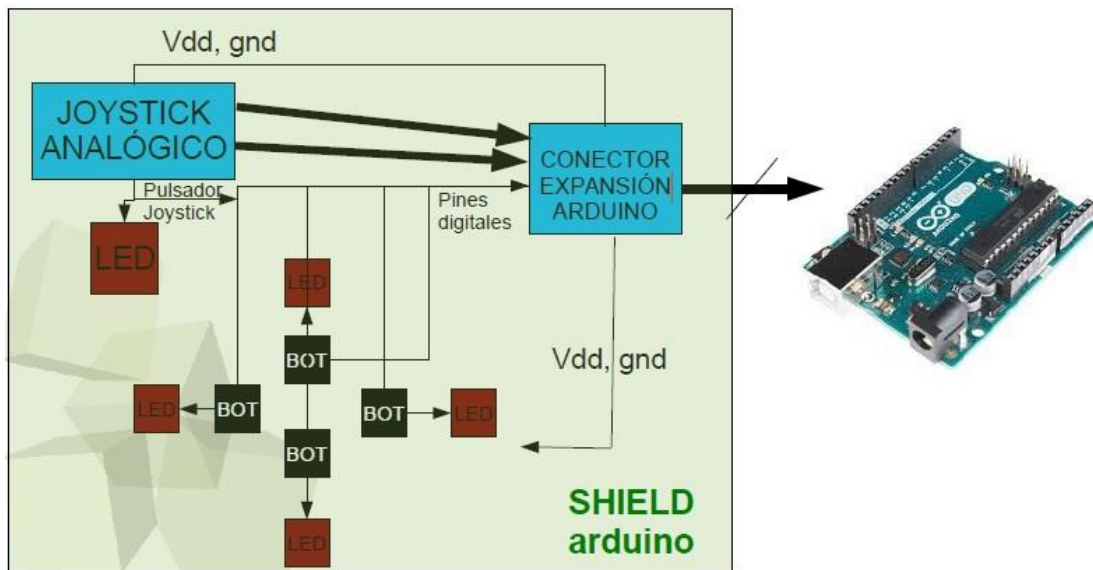 Vdd, gnd
JOYSTICK
ANALÓGICO
CONECTOR
EXPANSIÓN
ARDUINO
Pulsador
Joystick
Pines
digitales
LED
LED
BOT
Vdd, gnd
LED
BOT
BOT
LED
BOT
LED
SHIELD
arduino
ARDUINO